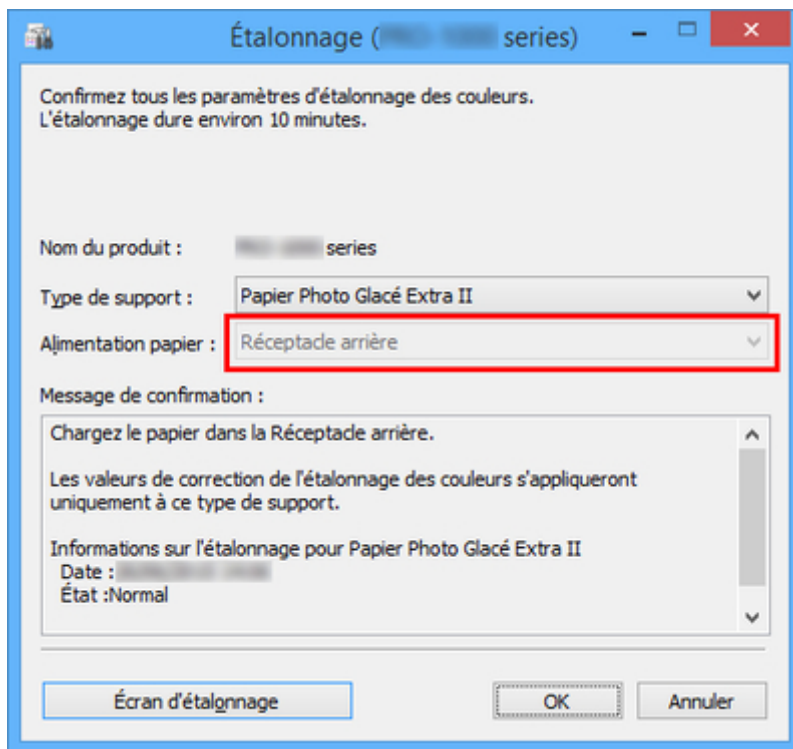 Étalonnage ( series)
Confirmez tous les paramètres d'étalonnage des couleurs.
L'étalonnage dure environ 10 minutes.
Nom du produit : series
Type de support : Papier Photo Glacé Extra II
Alimentation papier : Réceptacle arrière
Message de confirmation :
Chargez le papier dans la Réceptacle arrière.
Les valeurs de correction de l'étalonnage des couleurs s'appliqueront
uniquement à ce type de support.
Informations sur l'étalonnage pour Papier Photo Glacé Extra II
Date :
État :Normal
Écran d'étalonnage OK Annuler